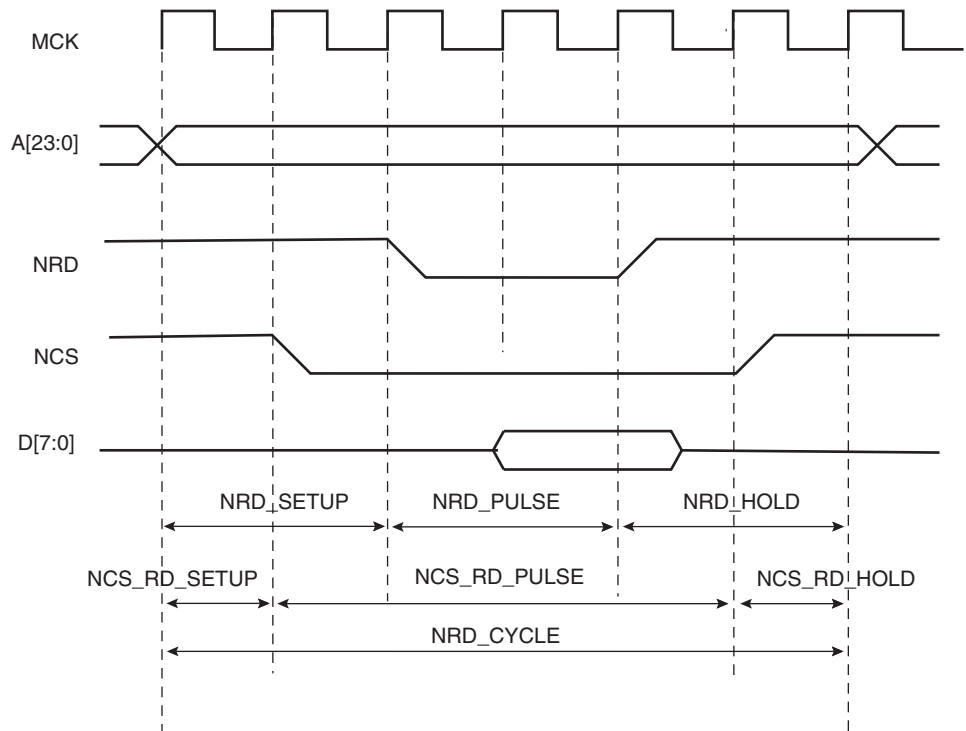 MCK
A[23:0]
NRD
NCS
D[7:0]
NRD_SETUP NRD_PULSE NRD_HOLD
NCS_RD_SETUP NCS_RD_PULSE NCS_RD_HOLD
NRD_CYCLE